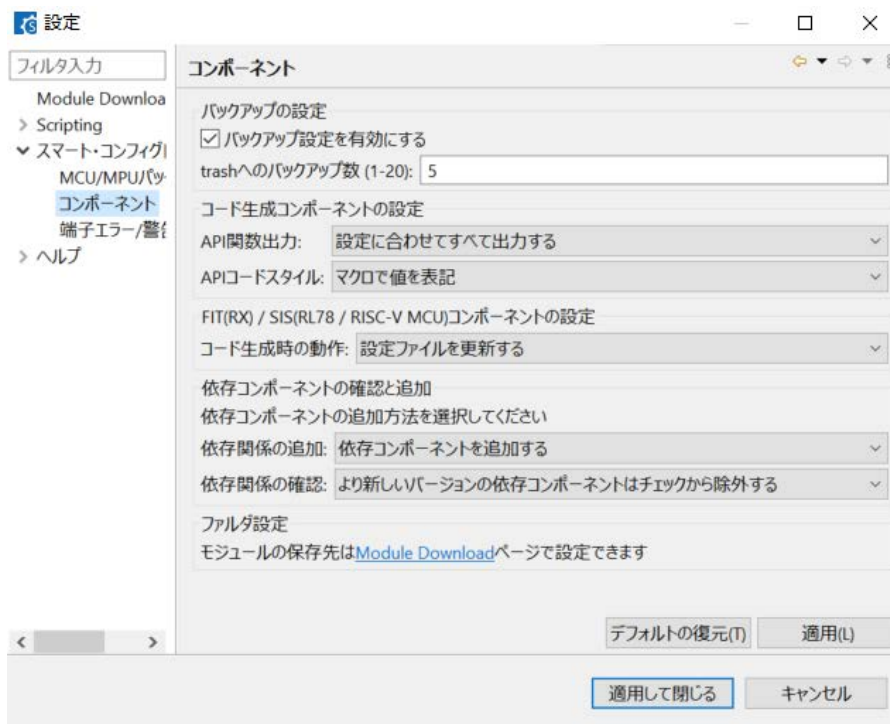 設定
フィルタ入力
Module Downloa
Scripting
スマート・コンフィグ
MCU/MPUパッ
コンポーネント
端子エラー/警告
ヘルプ
コンポーネント
バックアップの設定
バックアップ設定を有効にする
trashへのバックアップ数 (1-20): 5
コード生成コンポーネントの設定
API関数出力: 設定に合わせてすべて出力する
APIコードスタイル: マクロで値を表記
FIT(RX) / SIS(RL78 / RISC-V MCU)コンポーネントの設定
コード生成時の動作: 設定ファイルを更新する
依存コンポーネントの確認と追加
依存コンポーネントの追加方法を選択してください
依存関係の追加: 依存コンポーネントを追加する
依存関係の確認: より新しいバージョンの依存コンポーネントはチェックから除外する
フォルダ設定
モジュールの保存先はModule Downloadページで設定できます
デフォルトの復元(T) 適用(L)
適用して閉じる キャンセル